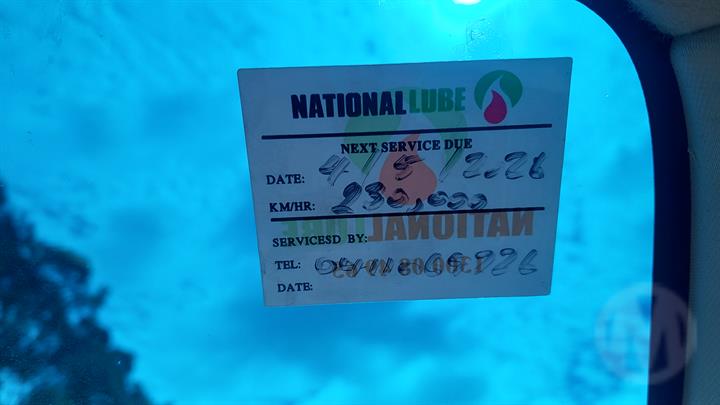 NATIONAL LUBE
NEXT SERVICE DUE
DATE: 4/5/2026
KM/HR: 230,000
SERVICESD BY:
TEL:
DATE:
NATIONAL LUBE
M